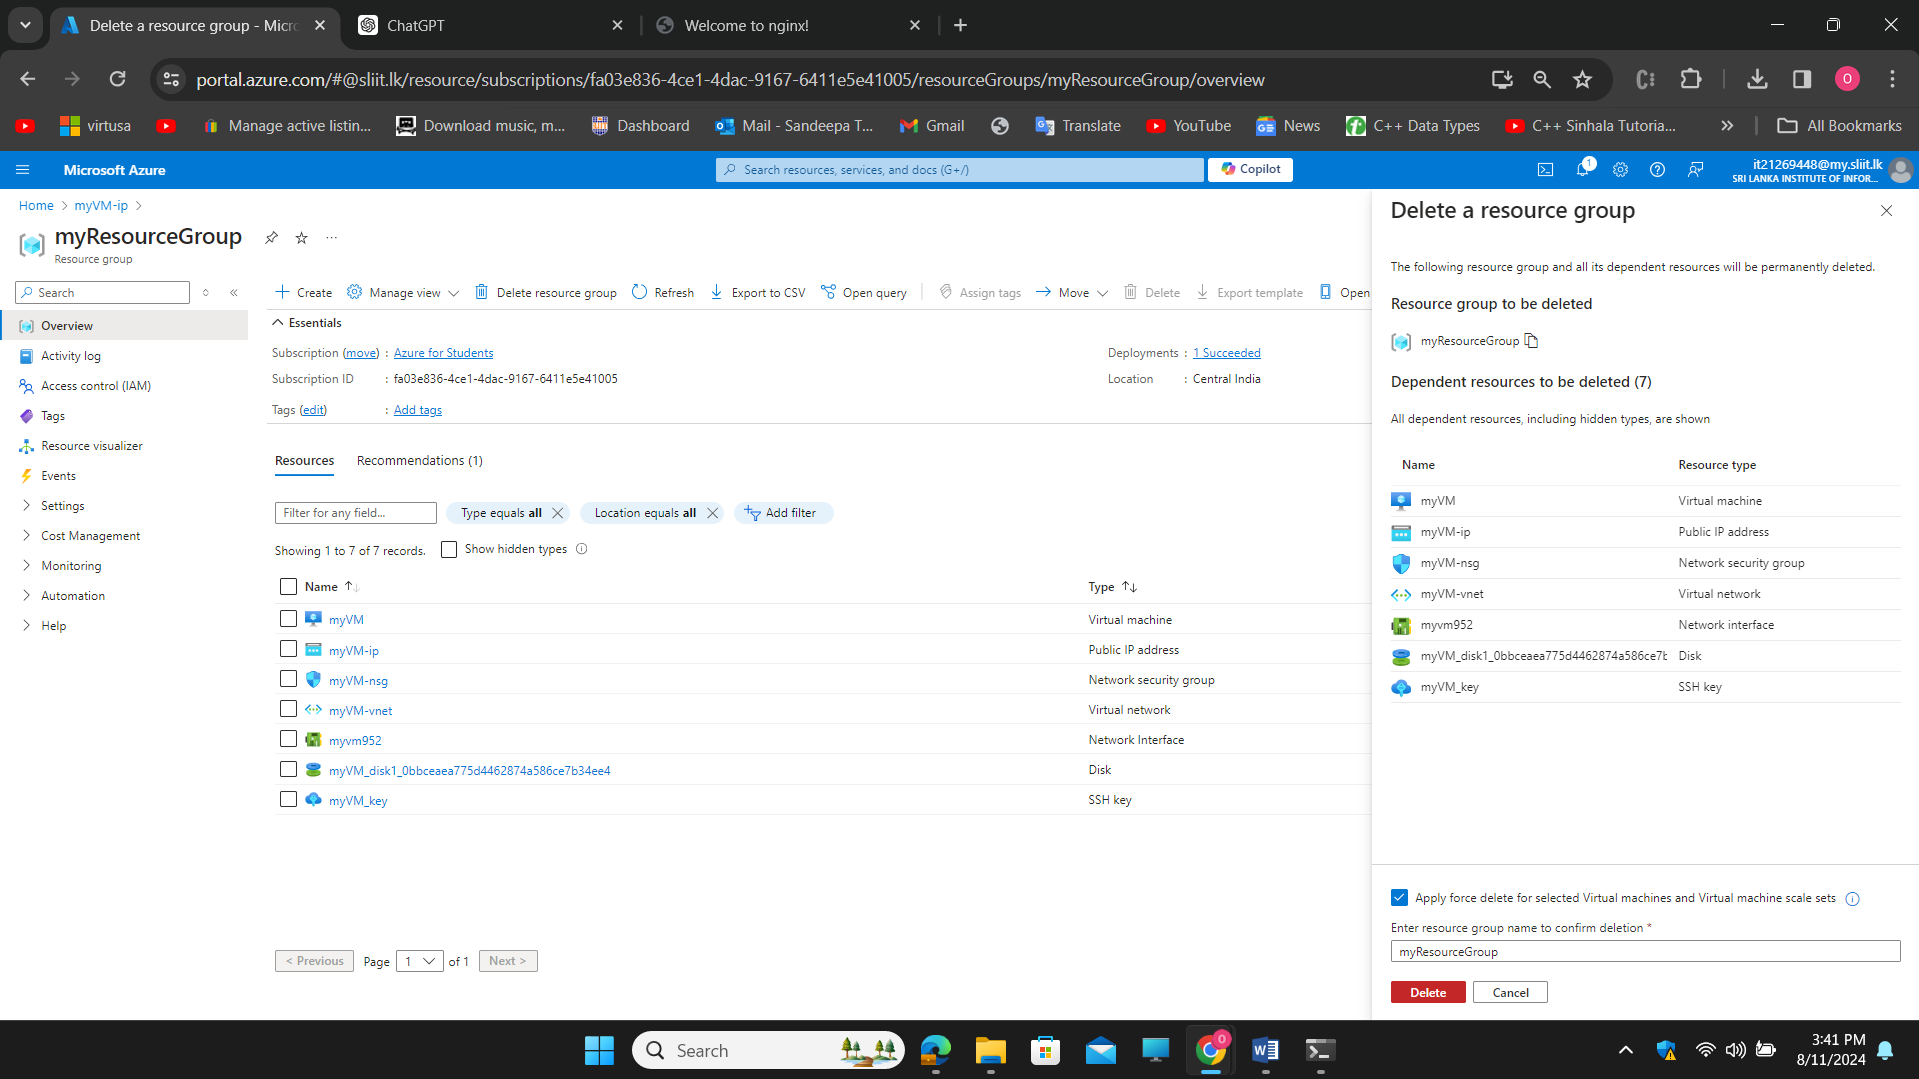 Delete a resource group - Micro
ChatGPT
Welcome to nginx!
portal.azure.com/#@sliit.lk/resource/subscriptions/fa03e836-4ce1-4dac-9167-6411e5e41005/resourceGroups/myResourceGroup/overview
O
virtusa
Manage active listin...
Download music, m...
Dashboard
Mail - Sandeepa T...
Gmail
Translate
YouTube
News
C++ Data Types
C++ Sinhala Tutoria...
All Bookmarks
Microsoft Azure
Search resources, services, and docs (G+/)
Copilot
1
it21269448@my.sliit.lk
SRI LANKA INSTITUTE OF INFOR...
Home > myVM-ip >
myResourceGroup
Resource group
Search
Overview
Activity log
Access control (IAM)
Tags
Resource visualizer
Events
Settings
Cost Management
Monitoring
Automation
Help
Create
Manage view
Delete resource group
Refresh
Export to CSV
Open query
Assign tags
Move
Delete
Export template
Open
Essentials
Subscription (move) : Azure for Students
Subscription ID : fa03e836-4ce1-4dac-9167-6411e5e41005
Tags (edit) : Add tags
Deployments : 1 Succeeded
Location : Central India
Resources Recommendations (1)
Filter for any field...
Type equals all
Location equals all
Add filter
Showing 1 to 7 of 7 records.
Show hidden types
Name Type
myVM Virtual machine
myVM-ip Public IP address
myVM-nsg Network security group
myVM-vnet Virtual network
myvm952 Network Interface
myVM_disk1_0bbceaea775d4462874a586ce7b34ee4 Disk
myVM_key SSH key
< Previous Page 1 of 1 Next >
Delete a resource group
The following resource group and all its dependent resources will be permanently deleted.
Resource group to be deleted
myResourceGroup
Dependent resources to be deleted (7)
All dependent resources, including hidden types, are shown
Name Resource type
myVM Virtual machine
myVM-ip Public IP address
myVM-nsg Network security group
myVM-vnet Virtual network
myvm952 Network interface
myVM_disk1_0bbceaea775d4462874a586ce7b Disk
myVM_key SSH key
Apply force delete for selected Virtual machines and Virtual machine scale sets
Enter resource group name to confirm deletion *
myResourceGroup
Delete Cancel
Search
O
3:41 PM
8/11/2024